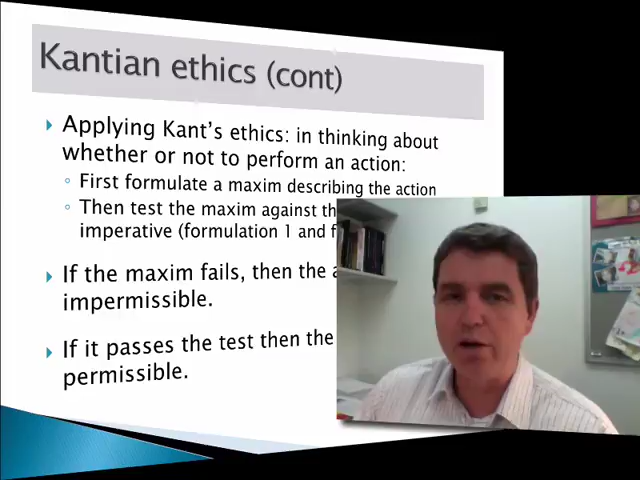 Kantian ethics (cont)
Applying Kant's ethics: in thinking about
whether or not to perform an action:
First formulate a maxim describing the action
Then test the maxim against th
imperative (formulation 1 and f
If the maxim fails, then the a
impermissible.
If it passes the test then the
permissible.